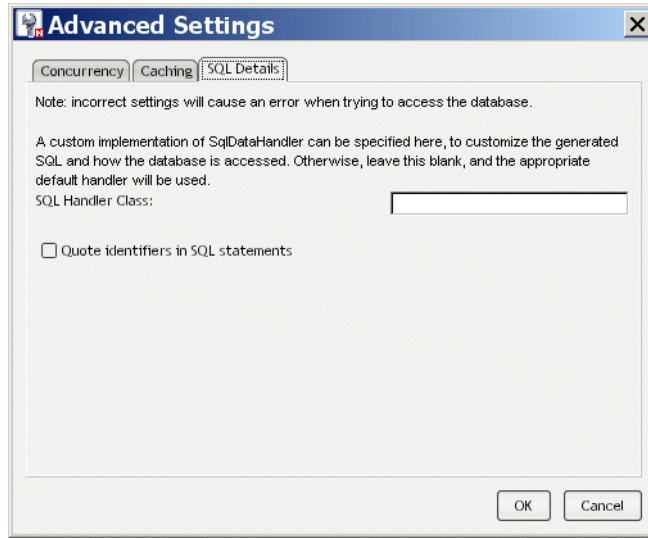 Advanced Settings
Concurrency Caching SQL Details
Note: incorrect settings will cause an error when trying to access the database.
A custom implementation of SqlDataHandler can be specified here, to customize the generated
SQL and how the database is accessed. Otherwise, leave this blank, and the appropriate
default handler will be used.
SQL Handler Class:
Quote identifiers in SQL statements
OK Cancel